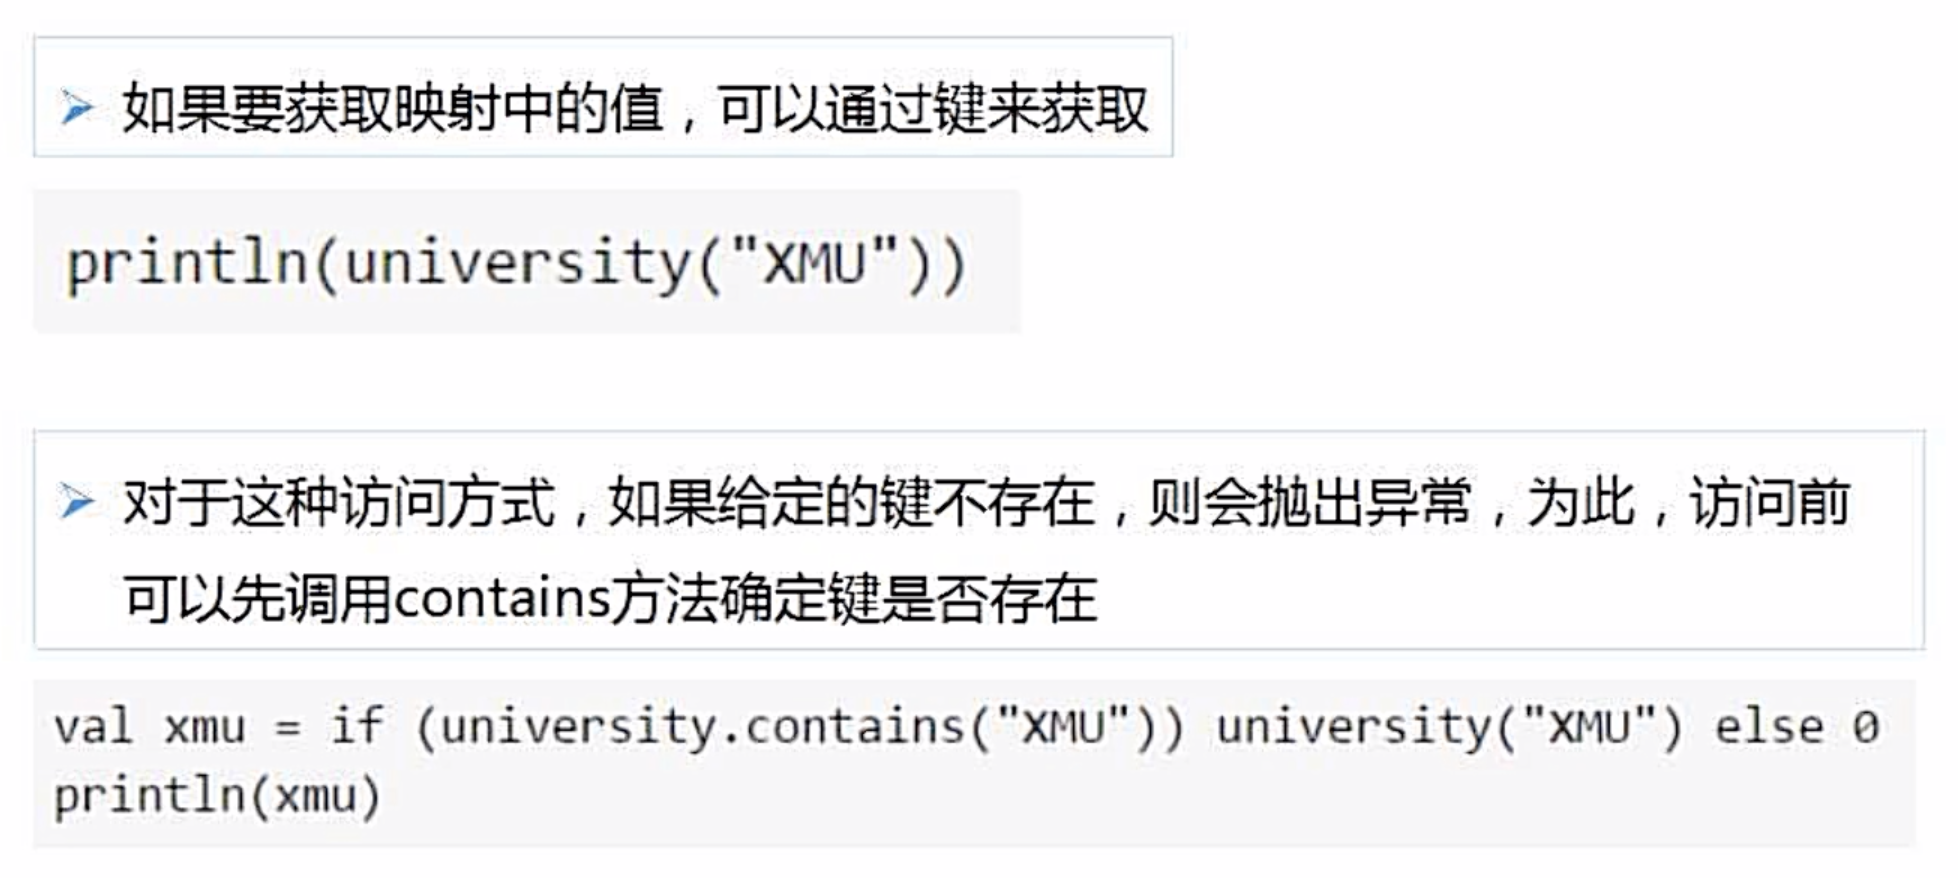 如果要获取映射中的值，可以通过键来获取
println(university("XMU"))
对于这种访问方式，如果给定的键不存在，则会抛出异常，为此，访问前
可以先调用contains方法确定键是否存在
val xmu = if (university.contains("XMU")) university("XMU") else 0
println(xmu)